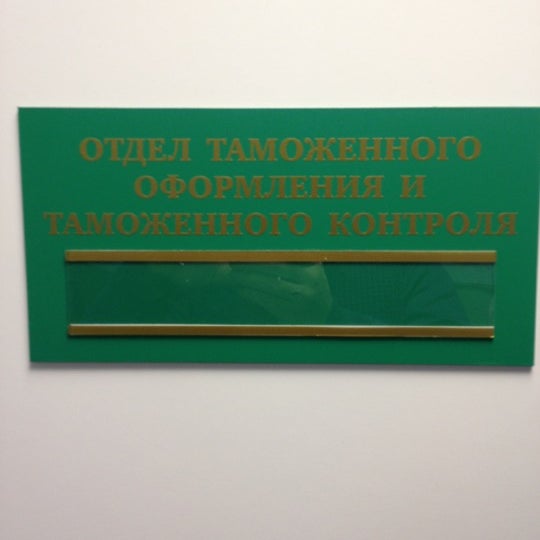 ОТДЕЛ ТАМОЖЕННОГО
ОФОРМЛЕНИЯ И
ТАМОЖЕННОГО КОНТРОЛЯ